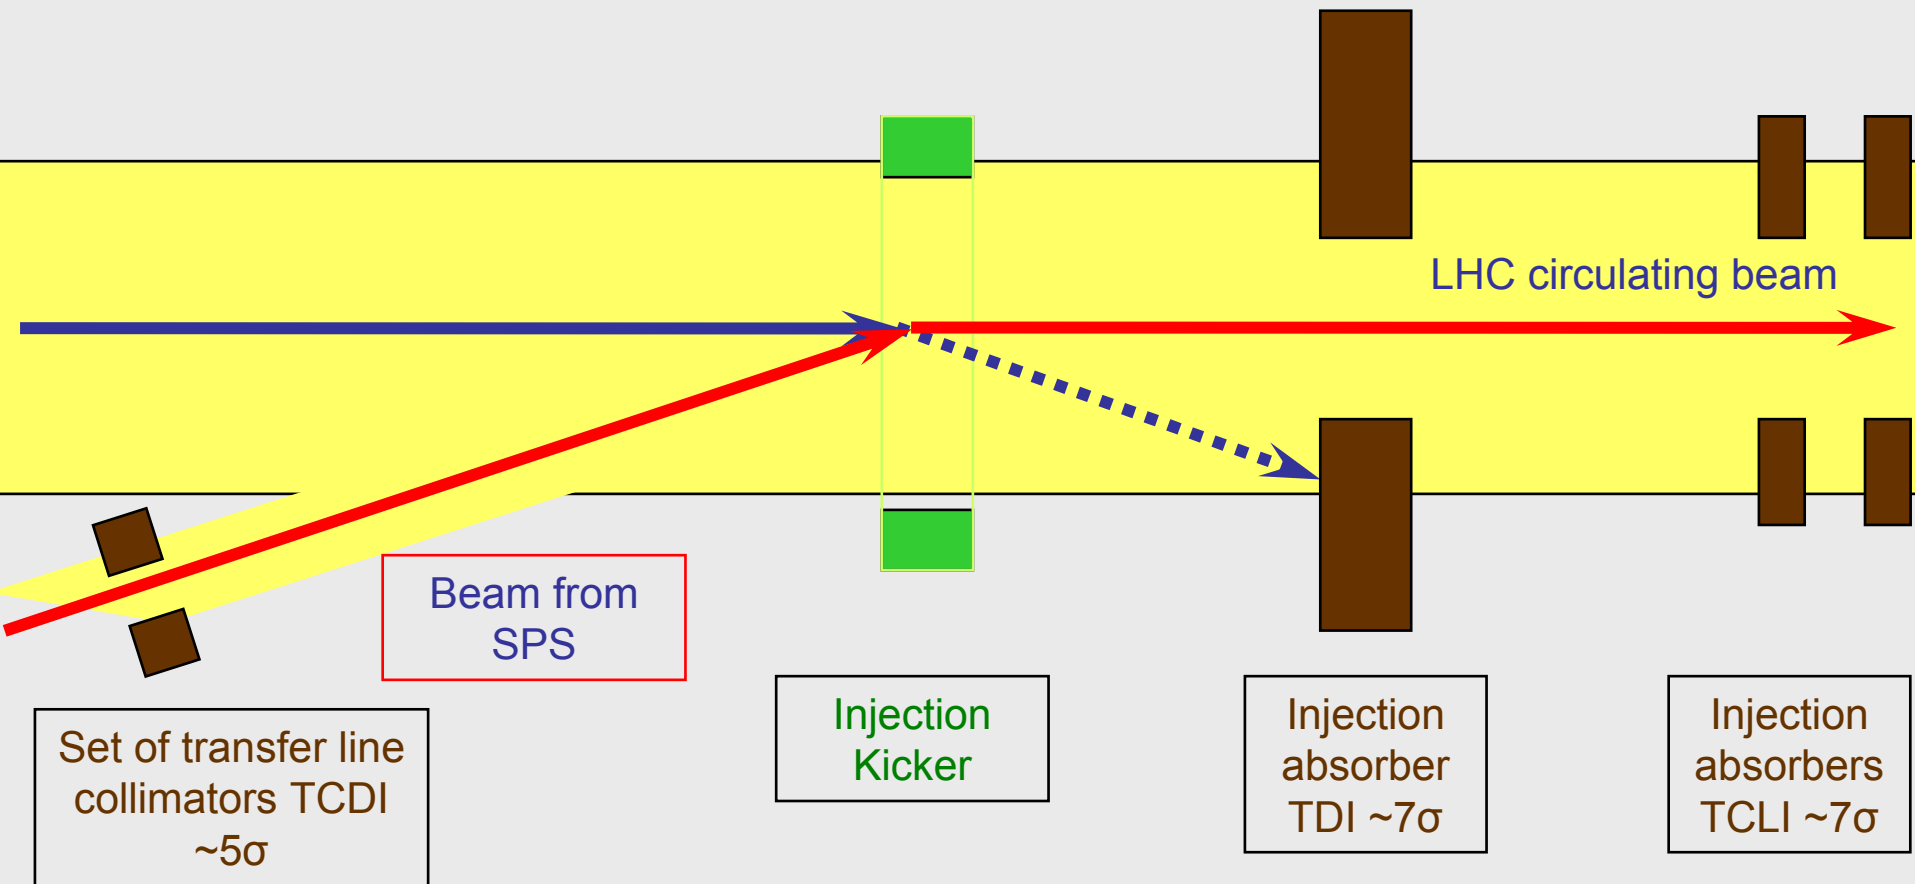 LHC circulating beam
Beam from
SPS
Set of transfer line
collimators TCDI
~5σ
Injection
Kicker
Injection
absorber
TDI ~7σ
Injection
absorbers
TCLI ~7σ